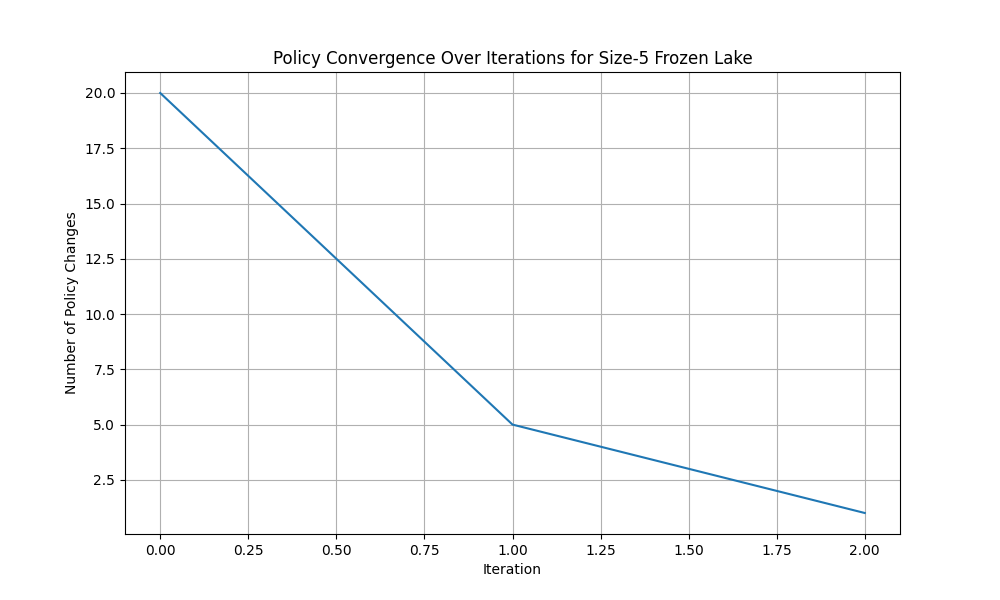 Policy Convergence Over Iterations for Size-5 Frozen Lake
20.0
17.5
15.0
12.5
10.0
7.5
5.0
2.5
Number of Policy Changes
0.00 0.25 0.50 0.75 1.00 1.25 1.50 1.75 2.00
Iteration